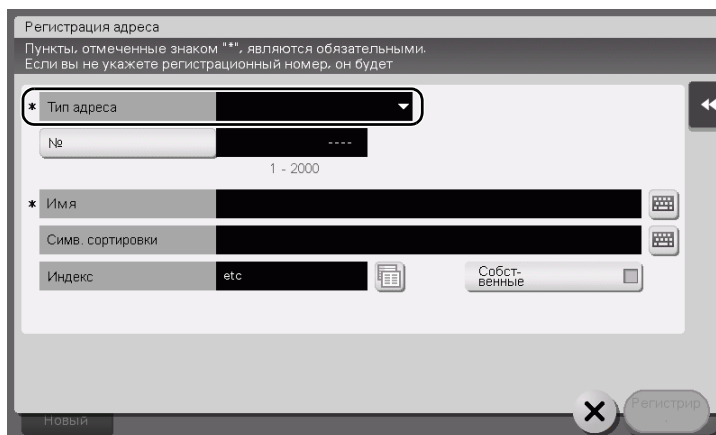 Регистрация адреса
Пункты, отмеченные знаком "*", являются обязательными.
Если вы не укажете регистрационный номер, он будет
* Тип адреса
№ ----
1 - 2000
* Имя
Симв. сортировки
Индекс etc Собст-
венные
Регистрир
.
Новый